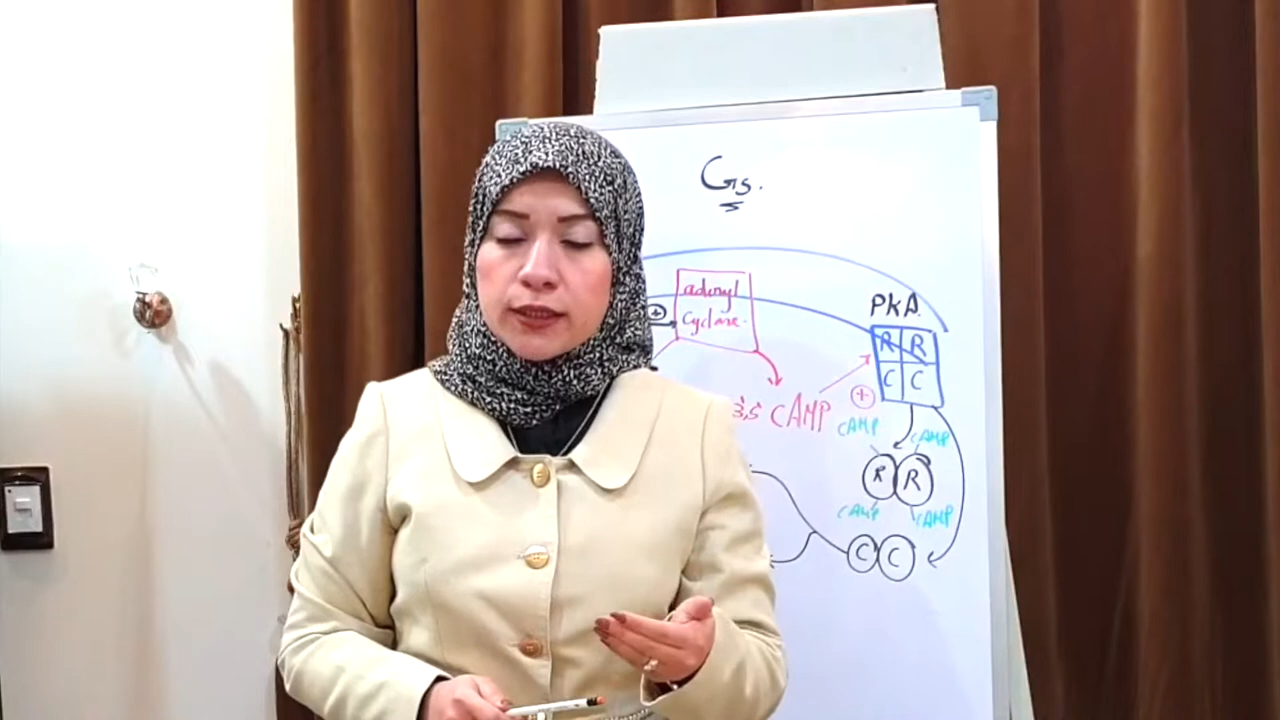 Gs.
adenyl
cyclase.
+
PKA
R R
C C
3,5 cAMP
+
cAMP cAMP
R R
cAMP cAMP
C C